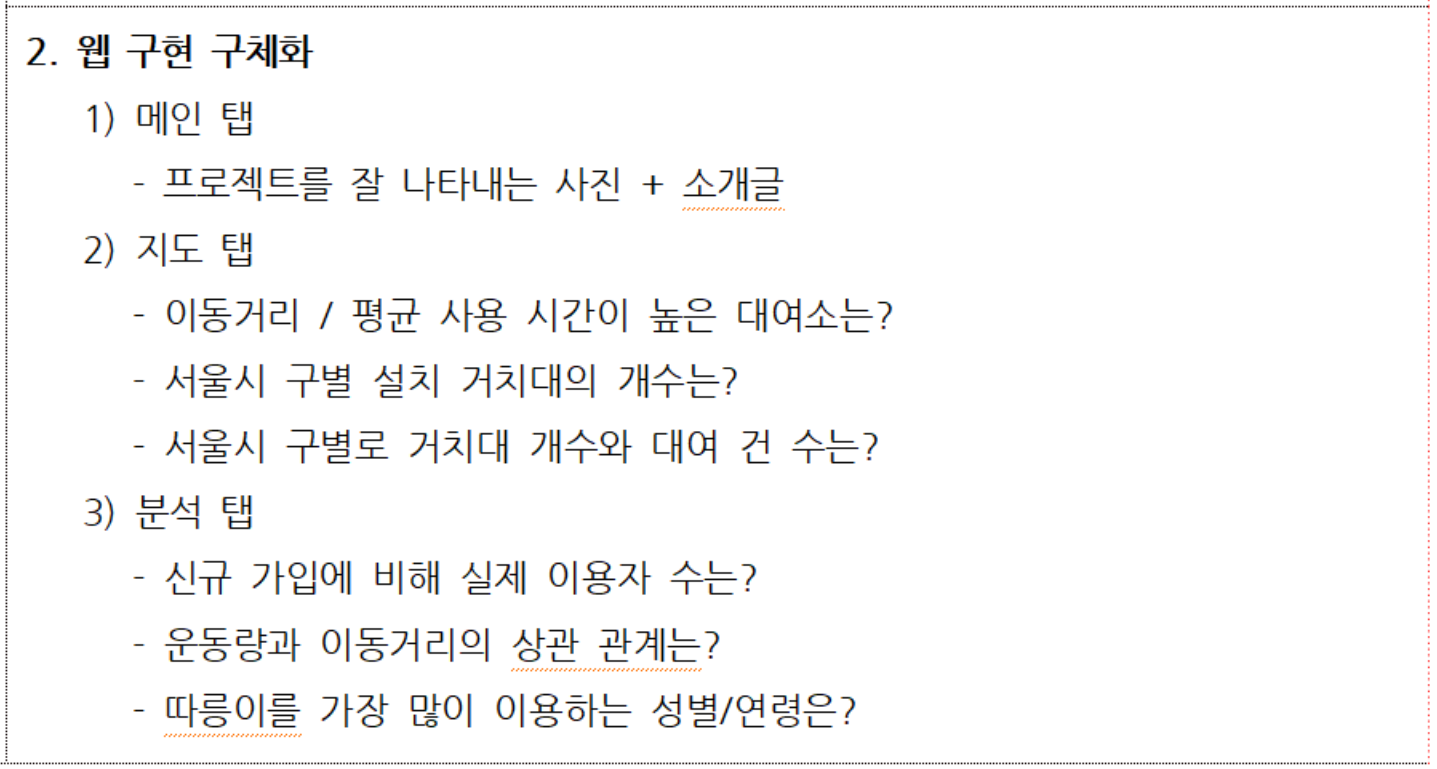 2. 웹 구현 구체화
1) 메인 탭
- 프로젝트를 잘 나타내는 사진 + 소개글
2) 지도 탭
- 이동거리 / 평균 사용 시간이 높은 대여소는?
- 서울시 구별 설치 거치대의 개수는?
- 서울시 구별로 거치대 개수와 대여 건 수는?
3) 분석 탭
- 신규 가입에 비해 실제 이용자 수는?
- 운동량과 이동거리의 상관 관계는?
- 따릉이를 가장 많이 이용하는 성별/연령은?